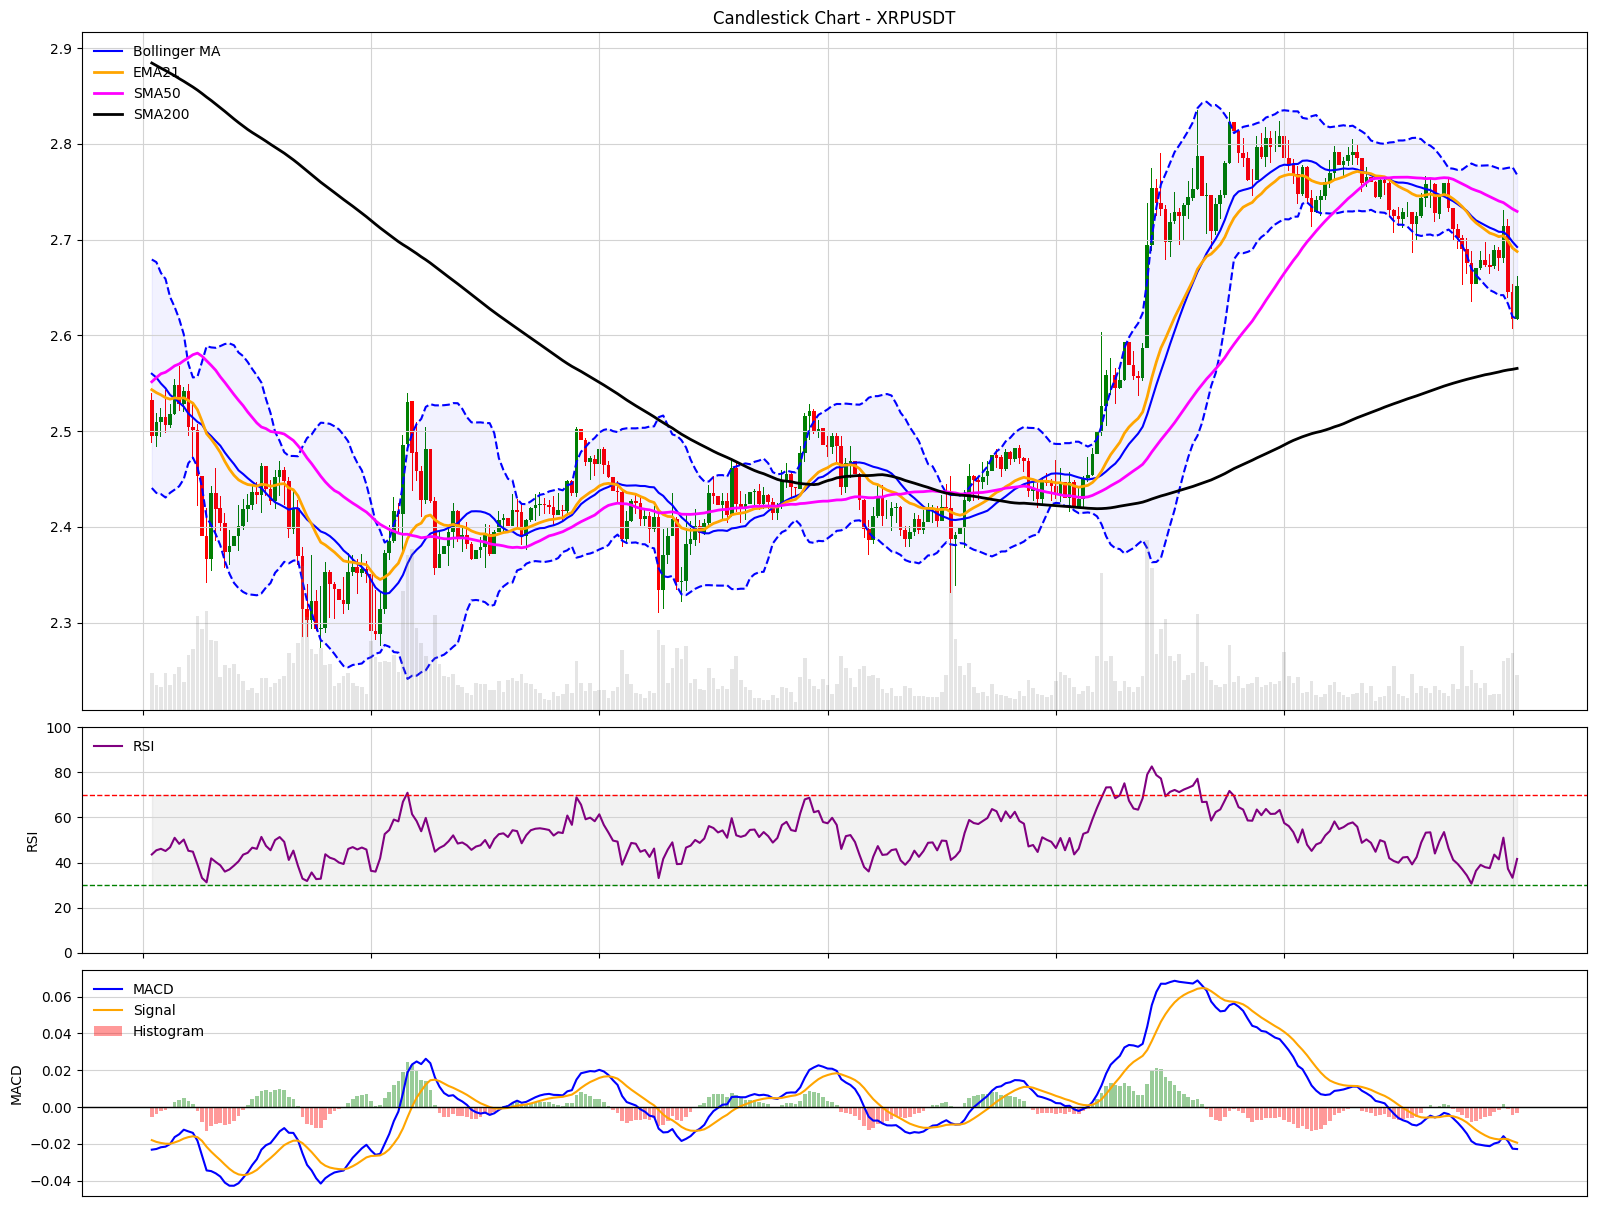 Candlestick Chart - XRPUSDT
2.9
2.8
2.7
2.6
2.5
2.4
2.3
Bollinger MA
EMA21
SMA50
SMA200
100
80
60
40
20
0
RSI
RSI
0.06
0.04
0.02
0.00
−0.02
−0.04
MACD
MACD
Signal
Histogram